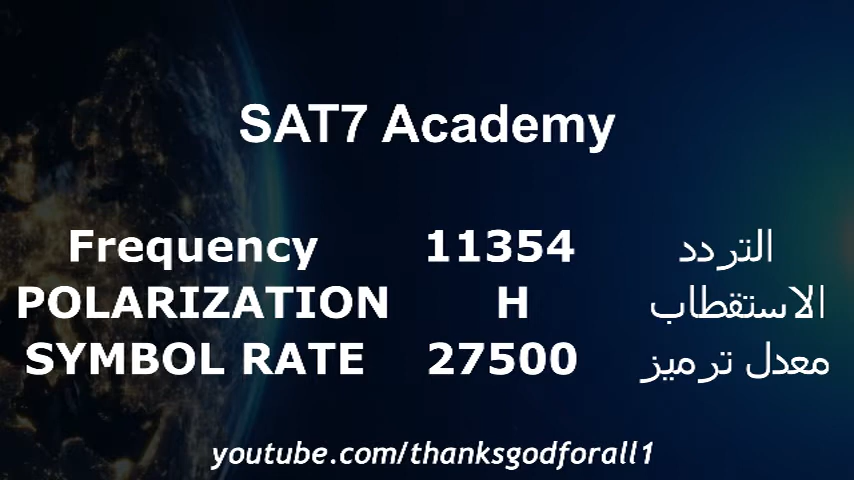 SAT7 Academy
Frequency 11354 التردد
POLARIZATION H الاستقطاب
SYMBOL RATE 27500 معدل ترميز
youtube.com/thanksgodforall1